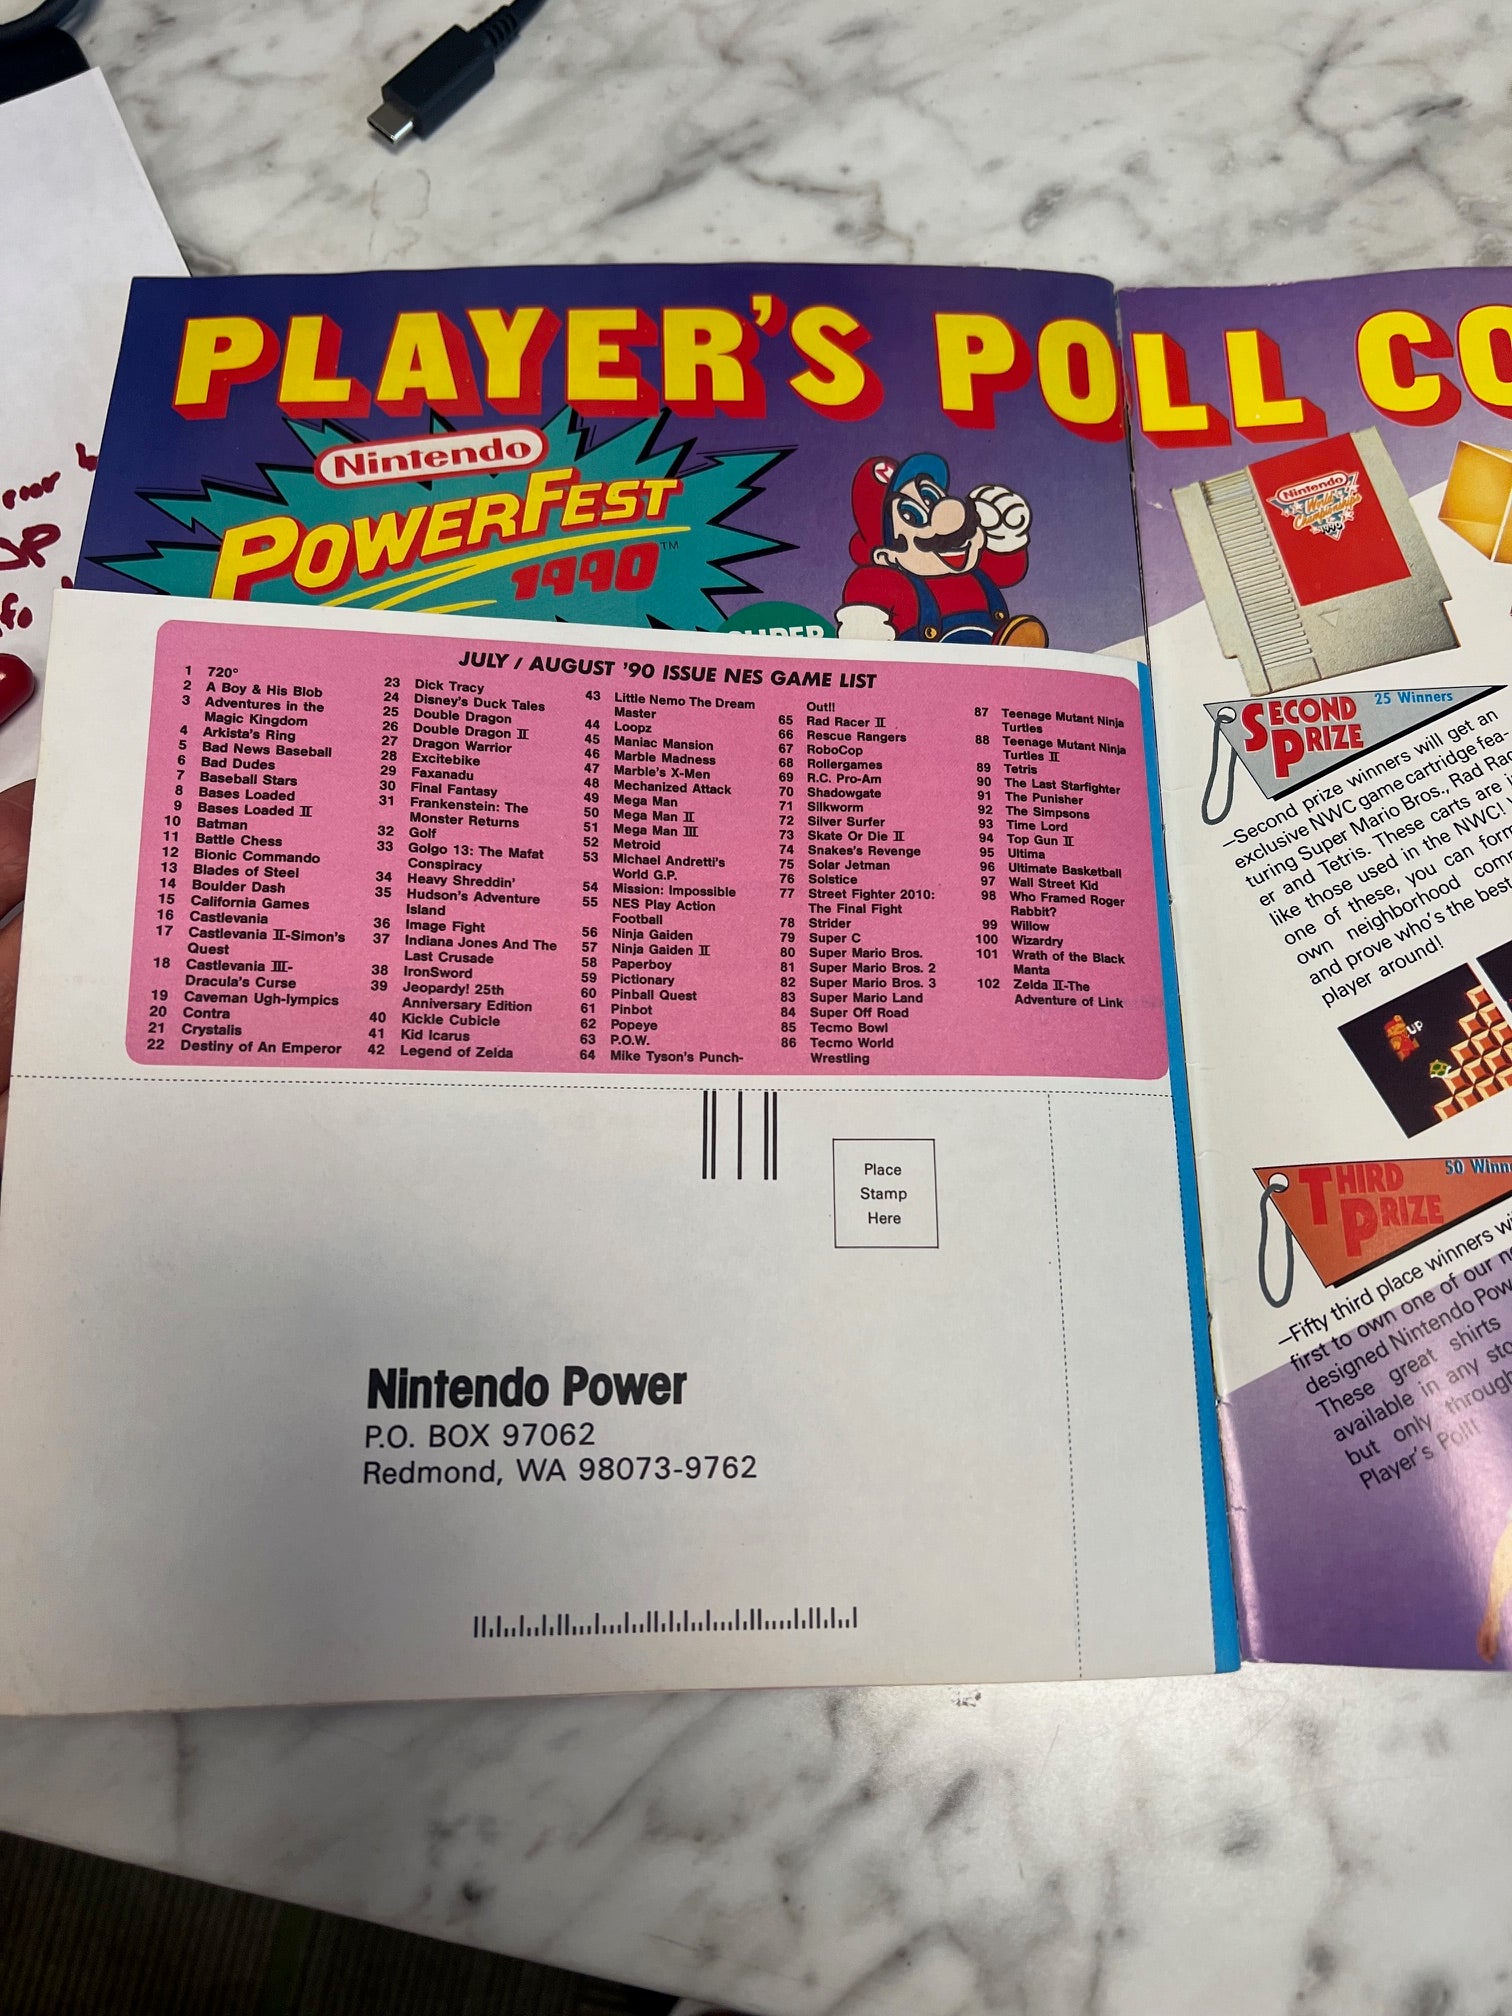 PLAYER'S POLL CO
Nintendo
POWERFEST
1990™
SUPER
JULY / AUGUST '90 ISSUE NES GAME LIST
1 720°
2 A Boy & His Blob
3 Adventures in the
Magic Kingdom
4 Arkista's Ring
5 Bad News Baseball
6 Bad Dudes
7 Baseball Stars
8 Bases Loaded
9 Bases Loaded II
10 Batman
11 Battle Chess
12 Bionic Commando
13 Blades of Steel
14 Boulder Dash
15 California Games
16 Castlevania
17 Castlevania II-Simon's
Quest
18 Castlevania III-
Dracula's Curse
19 Caveman Ugh-lympics
20 Contra
21 Crystalis
22 Destiny of An Emperor
23 Dick Tracy
24 Disney's Duck Tales
25 Double Dragon
26 Double Dragon II
27 Dragon Warrior
28 Excitebike
29 Faxanadu
30 Final Fantasy
31 Frankenstein: The
Monster Returns
32 Golf
33 Golgo 13: The Mafat
Conspiracy
34 Heavy Shreddin'
35 Hudson's Adventure
Island
36 Image Fight
37 Indiana Jones And The
Last Crusade
38 IronSword
39 Jeopardy! 25th
Anniversary Edition
40 Kickle Cubicle
41 Kid Icarus
42 Legend of Zelda
43 Little Nemo The Dream
Master
44 Loopz
45 Maniac Mansion
46 Marble Madness
47 Marble's X-Men
48 Mechanized Attack
49 Mega Man
50 Mega Man II
51 Mega Man III
52 Metroid
53 Michael Andretti's
World G.P.
54 Mission: Impossible
55 NES Play Action
Football
56 Ninja Gaiden
57 Ninja Gaiden II
58 Paperboy
59 Pictionary
60 Pinball Quest
61 Pinbot
62 Popeye
63 P.O.W.
64 Mike Tyson's Punch-
Out!!
65 Rad Racer II
66 Rescue Rangers
67 RoboCop
68 Rollergames
69 R.C. Pro-Am
70 Shadowgate
71 Silkworm
72 Silver Surfer
73 Skate Or Die II
74 Snake's Revenge
75 Solar Jetman
76 Solstice
77 Street Fighter 2010:
The Final Fight
78 Strider
79 Super C
80 Super Mario Bros.
81 Super Mario Bros. 2
82 Super Mario Bros. 3
83 Super Mario Land
84 Super Off Road
85 Tecmo Bowl
86 Tecmo World
Wrestling
87 Teenage Mutant Ninja
Turtles
88 Teenage Mutant Ninja
Turtles II
89 Tetris
90 The Last Starfighter
91 The Punisher
92 The Simpsons
93 Time Lord
94 Top Gun II
95 Ultima
96 Ultimate Basketball
97 Wall Street Kid
98 Who Framed Roger
Rabbit?
99 Willow
100 Wizardry
101 Wrath of the Black
Manta
102 Zelda II-The
Adventure of Link
Place
Stamp
Here
Nintendo Power
P.O. BOX 97062
Redmond, WA 98073-9762
Nintendo
World
Championships
1990
SECOND
PRIZE
25 Winners
—Second prize winners will get an
exclusive NWC game cartridge fea-
turing Super Mario Bros., Rad Rac
er and Tetris. These carts are
like those used in the NWC!
one of these, you can form
own neighborhood com
and prove who's the best
player around!
UP
THIRD
PRIZE
50 Winn
—Fifty third place winners wi
first to own one of our n
designed Nintendo Pow
These great shirts
available in any sto
but only through
Player's Poll!